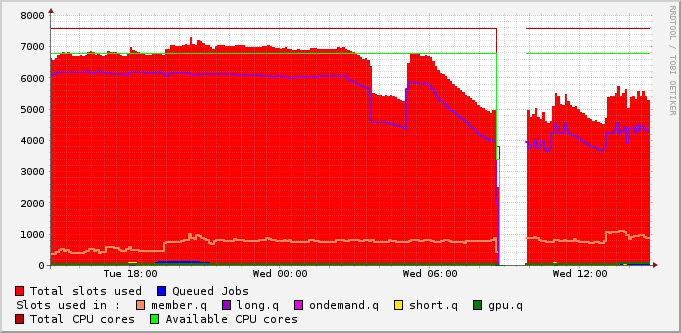 8000
7000
6000
5000
4000
3000
2000
1000
0
Tue 18:00 Wed 00:00 Wed 06:00 Wed 12:00
RRDTOOL / TOBI OETIKER
Total slots used Queued Jobs
Slots used in : member.q long.q ondemand.q short.q gpu.q
Total CPU cores Available CPU cores